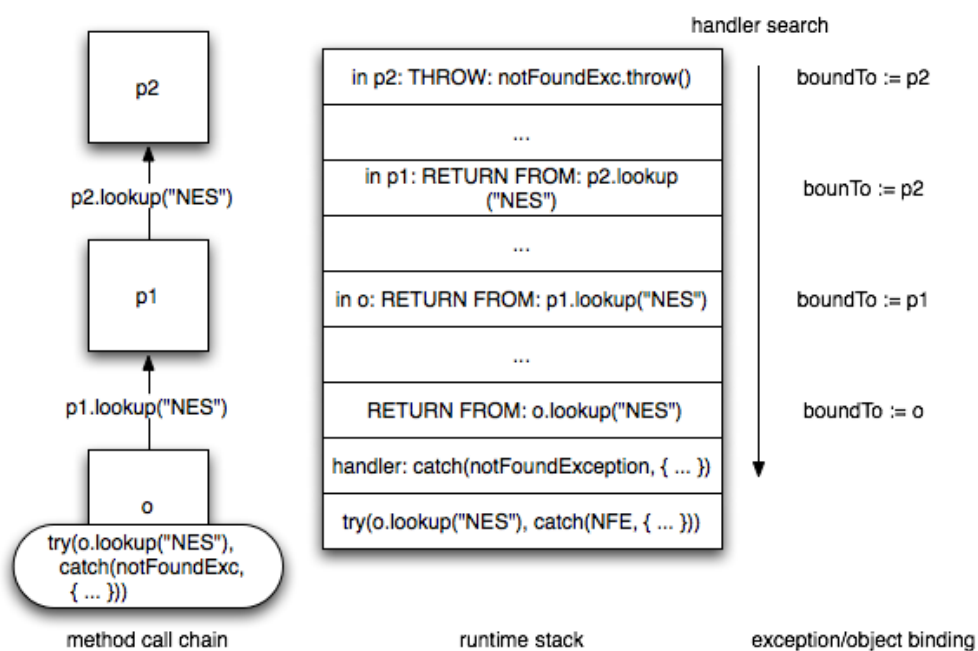 handler search
p2
p2.lookup("NES")
p1
p1.lookup("NES")
o
try(o.lookup("NES"),
catch(notFoundExc,
{ ... }))
method call chain
in p2: THROW: notFoundExc.throw()
...
in p1: RETURN FROM: p2.lookup
("NES")
...
in o: RETURN FROM: p1.lookup("NES")
...
RETURN FROM: o.lookup("NES")
handler: catch(notFoundException, { ... })
try(o.lookup("NES"), catch(NFE, { ... }))
runtime stack
boundTo := p2
bounTo := p2
boundTo := p1
boundTo := o
exception/object binding